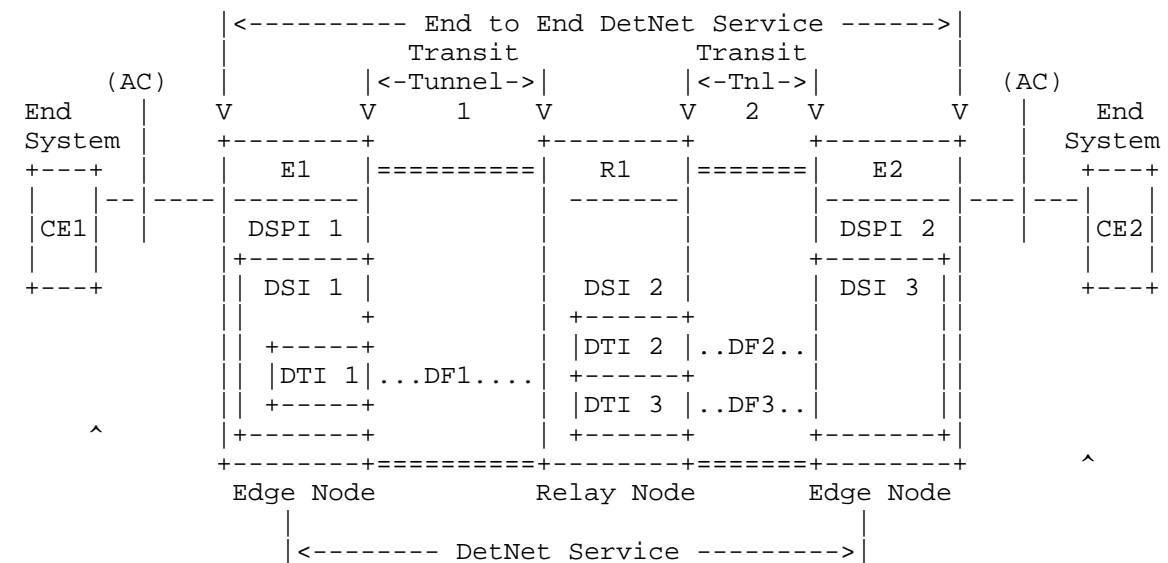 |<---------- End to End DetNet Service ------>|
Transit Transit
(AC) |<-Tunnel->| |<-Tnl->| (AC)
End V V 1 V V 2 V V End
System System
E1 |==========| R1 |=======| E2
CE1 DSPI 1 DSPI 2 CE2
DSI 1 DSI 2 DSI 3
DTI 2 |..DF2..|
DTI 1|...DF1....|
DTI 3 |..DF3..|
^
^
Edge Node Relay Node Edge Node
|<-------- DetNet Service --------->|